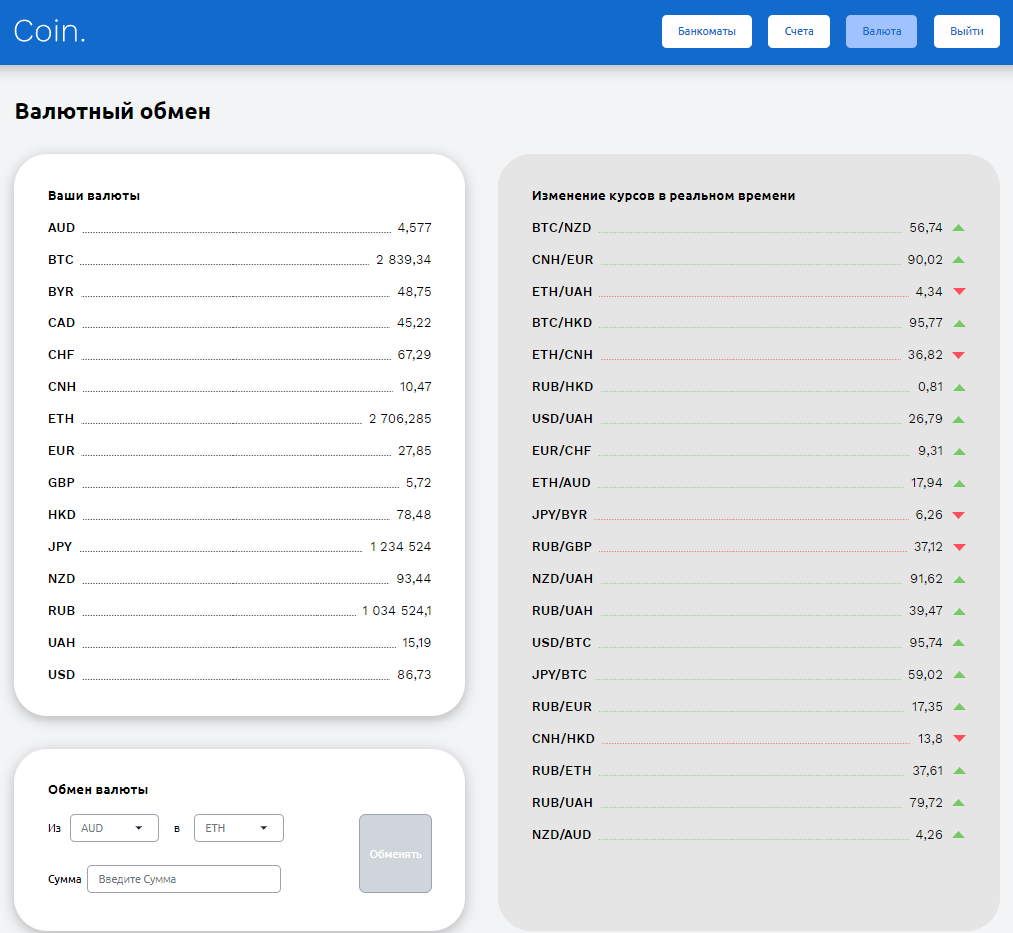 Coin.
Банкоматы
Счета
Валюта
Выйти
Валютный обмен
Ваши валюты
AUD 4,577
BTC 2 839,34
BYR 48,75
CAD 45,22
CHF 67,29
CNH 10,47
ETH 2 706,285
EUR 27,85
GBP 5,72
HKD 78,48
JPY 1 234 524
NZD 93,44
RUB 1 034 524,1
UAH 15,19
USD 86,73
Обмен валюты
Из AUD в ETH
Сумма Введите Сумма
Обменять
Изменение курсов в реальном времени
BTC/NZD 56,74
CNH/EUR 90,02
ETH/UAH 4,34
BTC/HKD 95,77
ETH/CNH 36,82
RUB/HKD 0,81
USD/UAH 26,79
EUR/CHF 9,31
ETH/AUD 17,94
JPY/BYR 6,26
RUB/GBP 37,12
NZD/UAH 91,62
RUB/UAH 39,47
USD/BTC 95,74
JPY/BTC 59,02
RUB/EUR 17,35
CNH/HKD 13,8
RUB/ETH 37,61
RUB/UAH 79,72
NZD/AUD 4,26